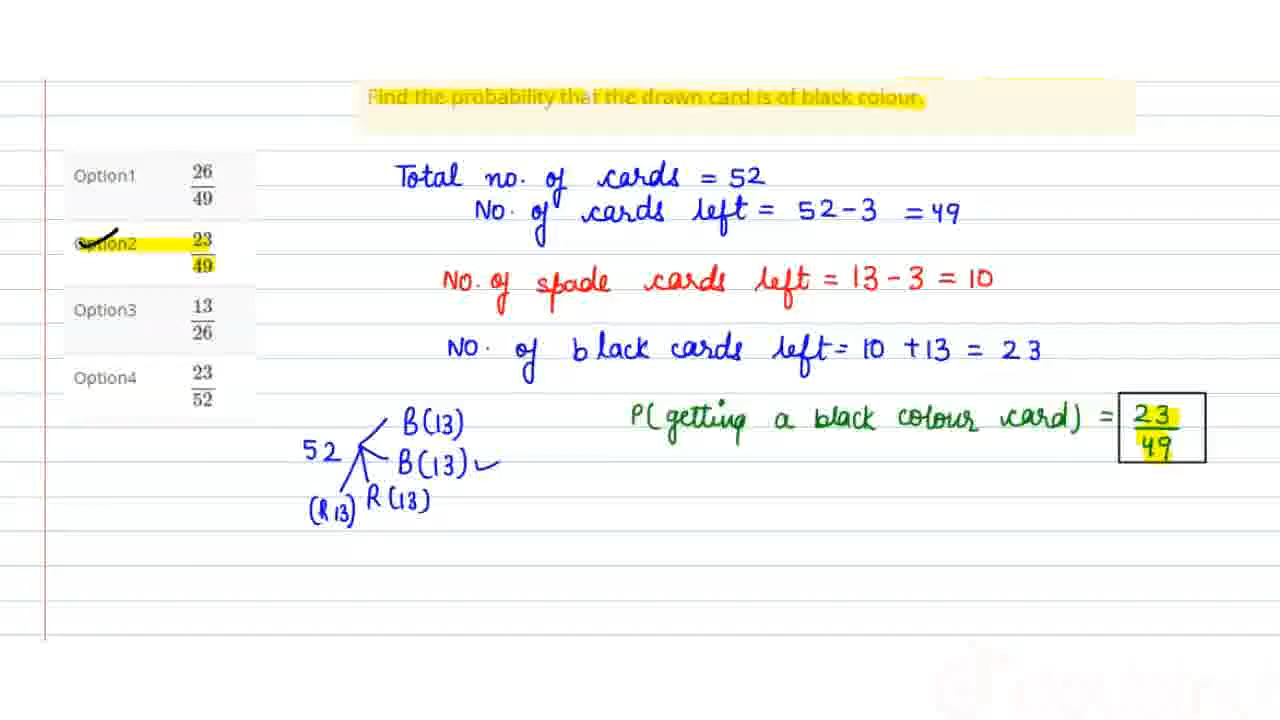 Find the probability that the drawn card is of black colour.
Option1 26/49
Option2 23/49
Option3 13/26
Option4 23/52
Total no. of cards = 52
No. of cards left = 52-3 = 49
No. of spade cards left = 13-3 = 10
No. of black cards left = 10 +13 = 23
P(getting a black colour card) = 23/49
52
B(13)
B(13)
R(13)
(R 13)